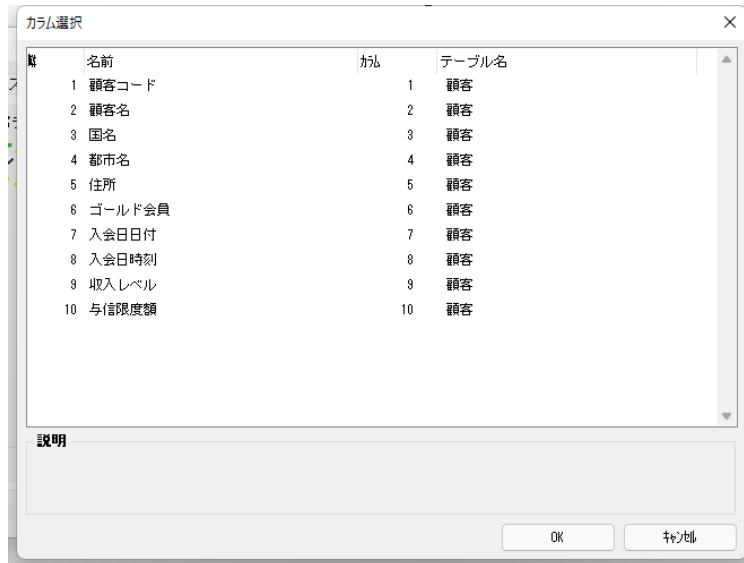 カラム選択
# 名前 カラム テーブル名
1 顧客コード 1 顧客
2 顧客名 2 顧客
3 国名 3 顧客
4 都市名 4 顧客
5 住所 5 顧客
6 ゴールド会員 6 顧客
7 入会日日付 7 顧客
8 入会日時刻 8 顧客
9 収入レベル 9 顧客
10 与信限度額 10 顧客
説明
OK キャンセル